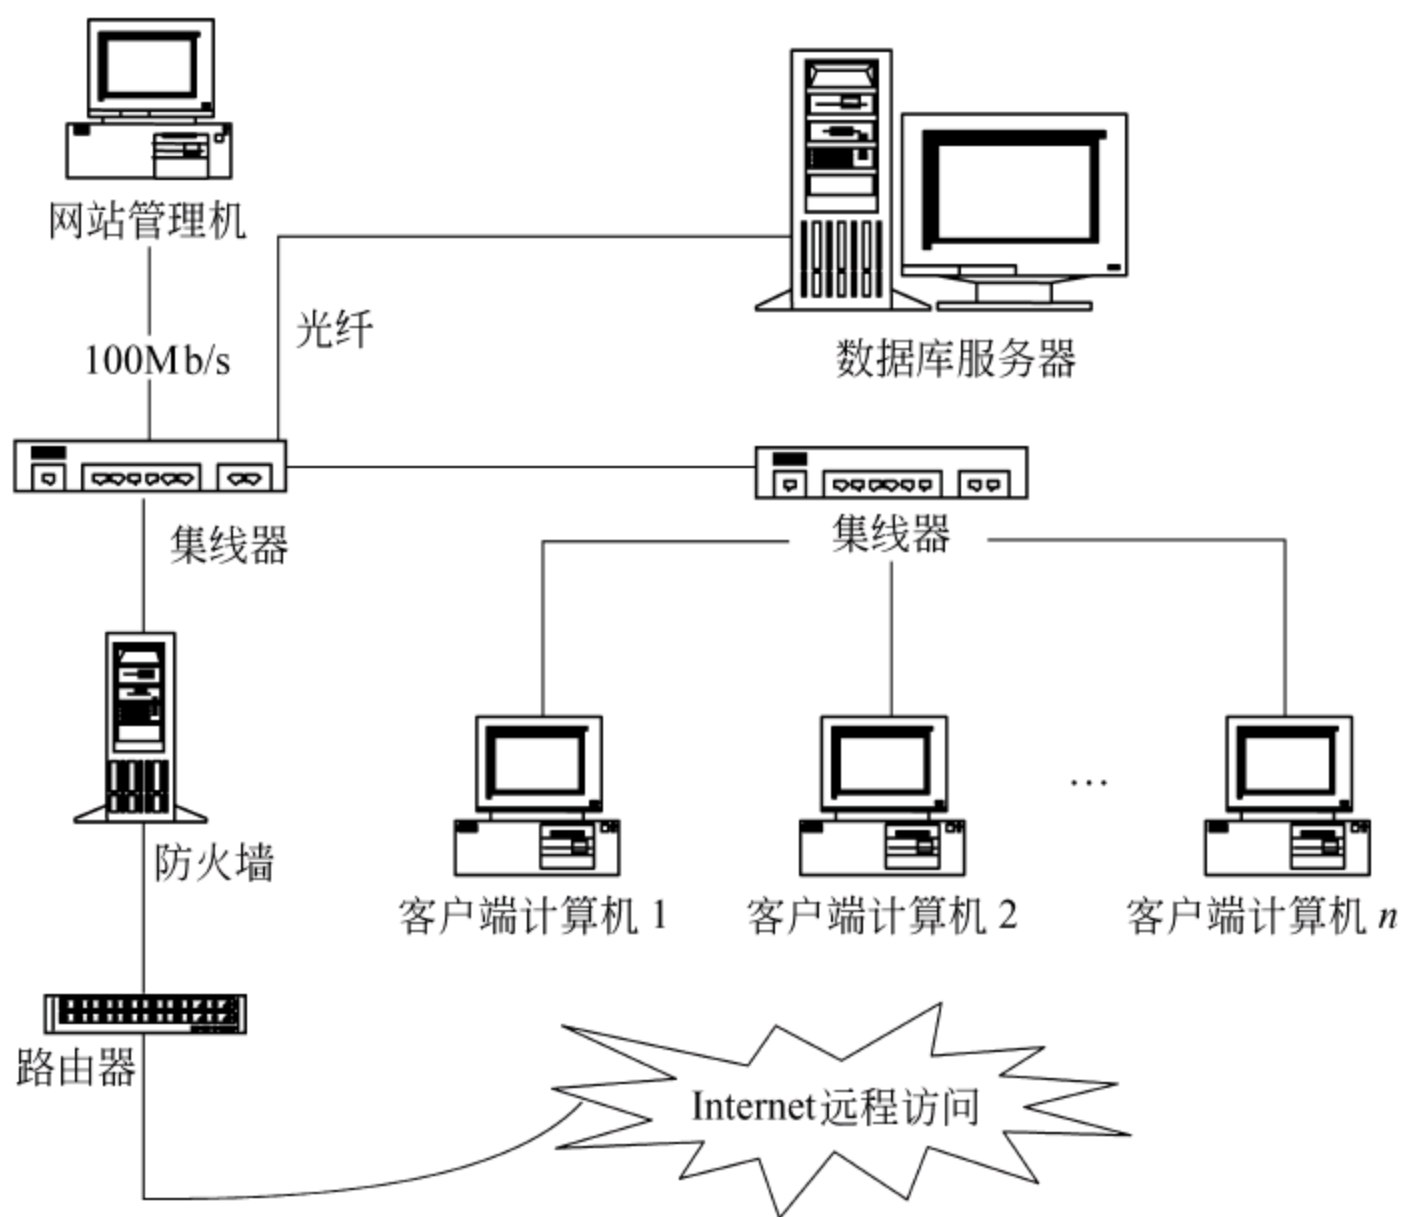 网站管理机
光纤
100Mb/s
数据库服务器
集线器
集线器
防火墙
…
客户端计算机 1
客户端计算机 2
客户端计算机 n
路由器
Internet远程访问